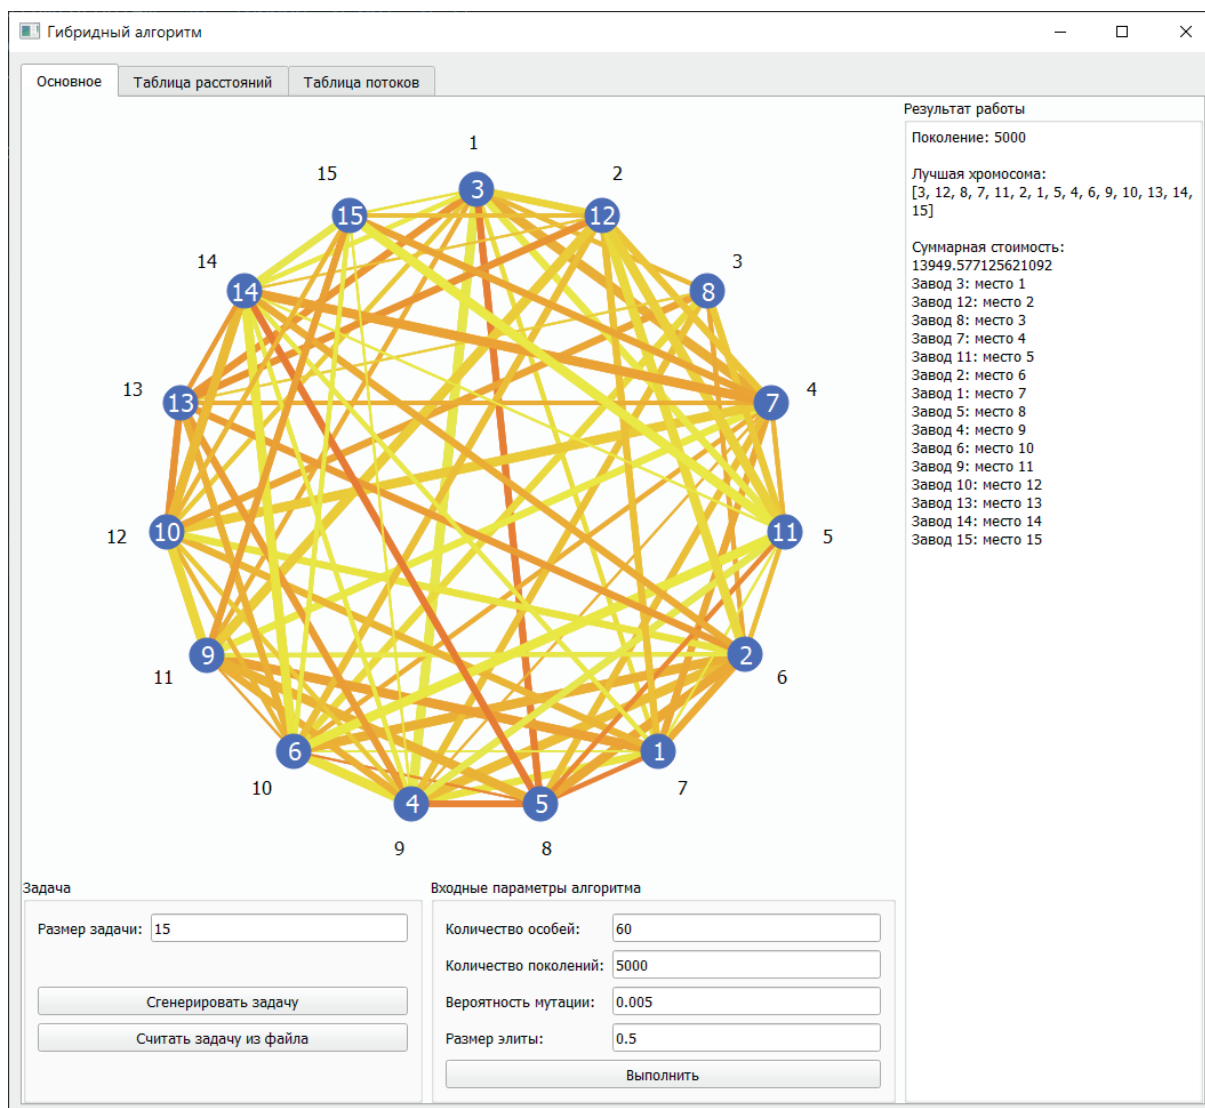 Гибридный алгоритм
Основное
Таблица расстояний
Таблица потоков
1
2
3
4
5
6
7
8
9
10
11
12
13
14
15
3
12
8
7
11
2
1
5
4
6
9
10
13
14
15
Результат работы
Поколение: 5000
Лучшая хромосома:
[3, 12, 8, 7, 11, 2, 1, 5, 4, 6, 9, 10, 13, 14,
15]
Суммарная стоимость:
13949.577125621092
Завод 3: место 1
Завод 12: место 2
Завод 8: место 3
Завод 7: место 4
Завод 11: место 5
Завод 2: место 6
Завод 1: место 7
Завод 5: место 8
Завод 4: место 9
Завод 6: место 10
Завод 9: место 11
Завод 10: место 12
Завод 13: место 13
Завод 14: место 14
Завод 15: место 15
Задача
Размер задачи: 15
Сгенерировать задачу
Считать задачу из файла
Входные параметры алгоритма
Количество особей: 60
Количество поколений: 5000
Вероятность мутации: 0.005
Размер элиты: 0.5
Выполнить